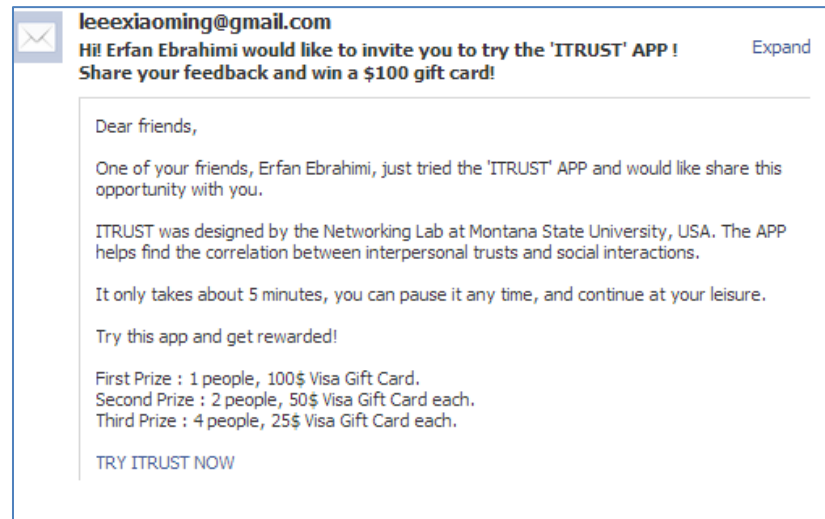 leeexiaoming@gmail.com
Hi! Erfan Ebrahimi would like to invite you to try the 'ITRUST' APP ! Expand
Share your feedback and win a $100 gift card!
Dear friends,
One of your friends, Erfan Ebrahimi, just tried the 'ITRUST' APP and would like share this
opportunity with you.
ITRUST was designed by the Networking Lab at Montana State University, USA. The APP
helps find the correlation between interpersonal trusts and social interactions.
It only takes about 5 minutes, you can pause it any time, and continue at your leisure.
Try this app and get rewarded!
First Prize : 1 people, 100$ Visa Gift Card.
Second Prize : 2 people, 50$ Visa Gift Card each.
Third Prize : 4 people, 25$ Visa Gift Card each.
TRY ITRUST NOW